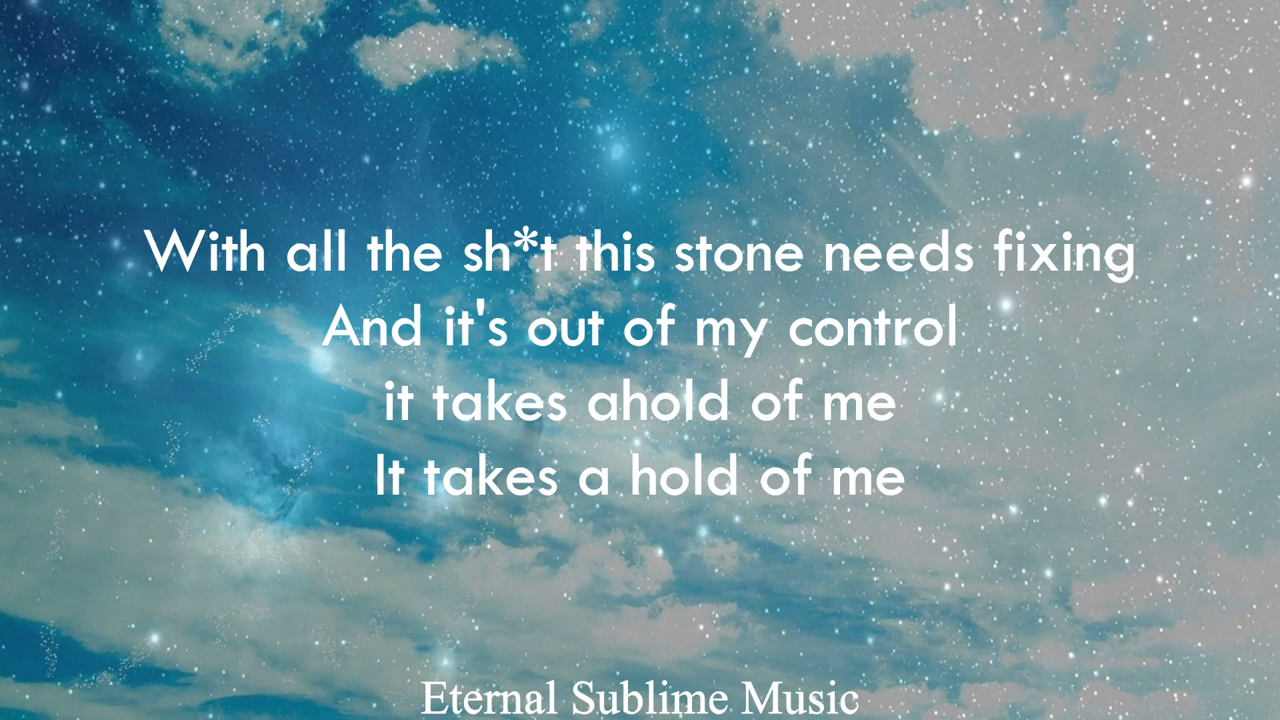 With all the sh*t this stone needs fixing
And it's out of my control
it takes ahold of me
It takes a hold of me
Eternal Sublime Music